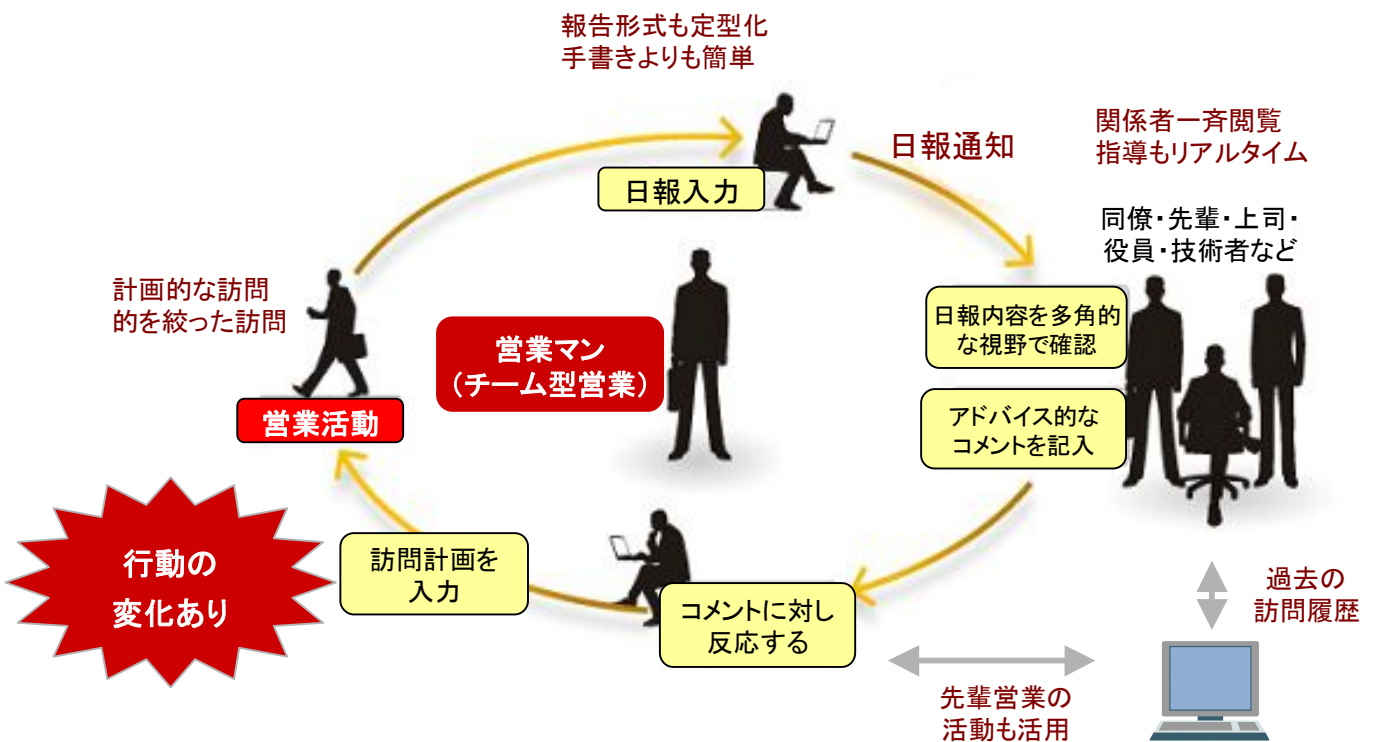 報告形式も定型化
手書きよりも簡単
日報入力
日報通知
関係者一斉閲覧
指導もリアルタイム
同僚・先輩・上司・
役員・技術者など
計画的な訪問
的を絞った訪問
営業マン
（チーム型営業）
日報内容を多角的
な視野で確認
アドバイス的な
コメントを記入
営業活動
行動の
変化あり
訪問計画を
入力
コメントに対し
反応する
過去の
訪問履歴
先輩営業の
活動も活用